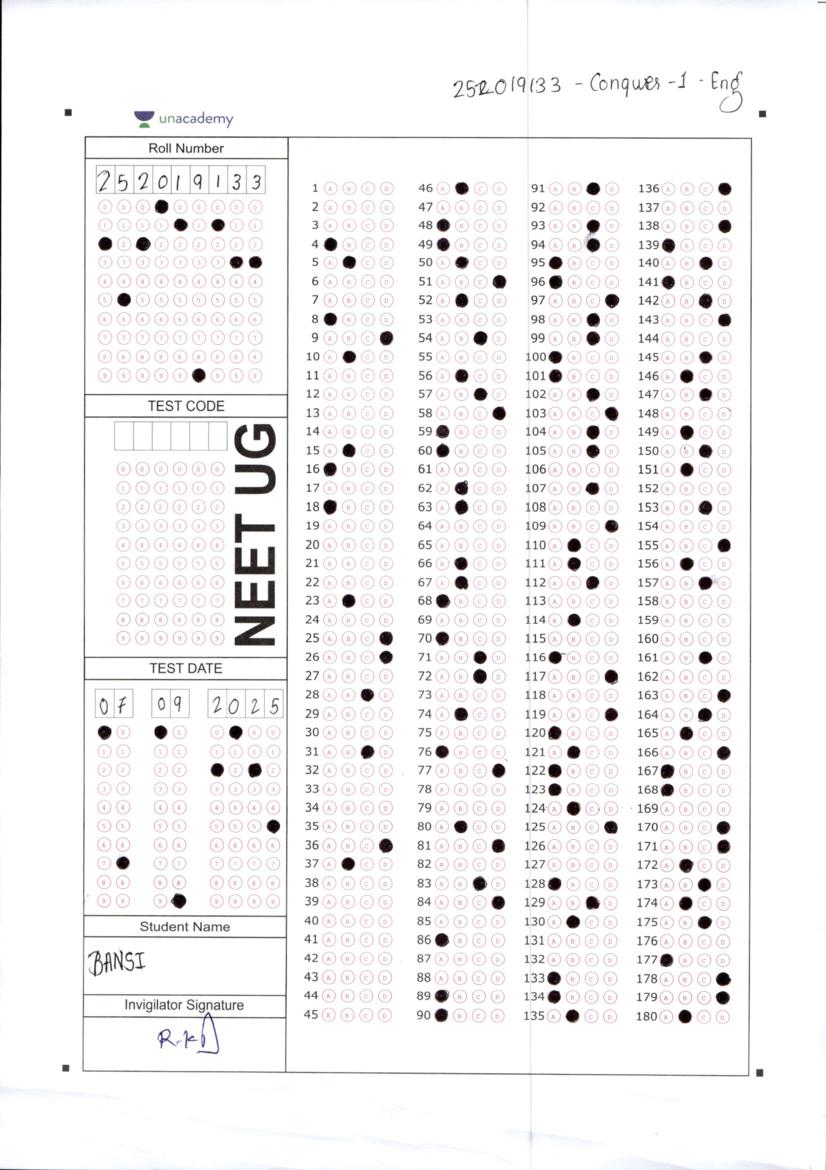 252019133 - Conquer -1 - Eng
unacademy
Roll Number
252019133
TEST CODE
NEET UG
TEST DATE
07 09 2025
Student Name
BANSI
Invigilator Signature
1 A B C D
2 A B C D
3 A B C D
4 B C D
5 A C D
6 A B C D
7 A B C D
8 B C D
9 A B C
10 A C D
11 A B C D
12 A B C D
13 A B C D
14 A B C D
15 A C D
16 B C D
17 A B C D
18 B C D
19 A B C D
20 A B C D
21 A B C D
22 A B C D
23 A C D
24 A B C D
25 A B C
26 A B C
27 A B C D
28 A B D
29 A B C D
30 A B C D
31 A B D
32 A B C D
33 A B C D
34 A B C D
35 A B C D
36 A B C
37 A C D
38 A B C D
39 A B C D
40 A B C D
41 A B C D
42 A B C D
43 A B C D
44 A B C D
45 A B C D
46 A C D
47 A B C D
48 B C D
49 B C D
50 A C D
51 A B C
52 A C D
53 A B C D
54 A B D
55 A B C D
56 A C D
57 A B D
58 A B C
59 B C D
60 B C D
61 A B C D
62 A C D
63 A C D
64 A B C D
65 A B C D
66 A C D
67 A C D
68 B C D
69 A B C D
70 B C D
71 A B D
72 A B D
73 A B C D
74 A C D
75 A B C D
76 B C D
77 A B C
78 A B C D
79 A B C D
80 A C D
81 A B C
82 A B C D
83 A B D
84 A B C
85 A B C D
86 B C D
87 A B C D
88 A B C D
89 B C D
90 B C D
91 A B D
92 A B C D
93 A B D
94 A B D
95 B C D
96 B C D
97 A B C
98 A B D
99 A B D
100 B C D
101 B C D
102 A B D
103 A B C
104 A B D
105 A B D
106 A B C D
107 A B D
108 A B C D
109 A B C
110 A C D
111 A C D
112 A B D
113 A B C D
114 A C D
115 A B C D
116 B C D
117 A B C
118 A B C D
119 A B C
120 B C D
121 A C D
122 B C D
123 B C D
124 A C D
125 A B C
126 A B C D
127 A B C D
128 B C D
129 A B D
130 A C D
131 A B C D
132 A B C D
133 B C D
134 B C D
135 A C D
136 A B C
137 A B C D
138 A B C
139 B C D
140 A B D
141 B C D
142 A B D
143 A B C
144 A B C D
145 A B D
146 A C D
147 A B D
148 A B C D
149 A C D
150 A B D
151 A C D
152 A B C D
153 A B D
154 A B C D
155 A B C
156 A C D
157 A B D
158 A B C D
159 A B C D
160 A B C D
161 A B D
162 A B C D
163 A B C
164 A B D
165 A C D
166 A B C
167 B C D
168 B C D
169 A B C D
170 A B C
171 A B C
172 A C D
173 A B D
174 A C D
175 A B D
176 A B C D
177 B C D
178 A B C
179 A B C
180 A C D